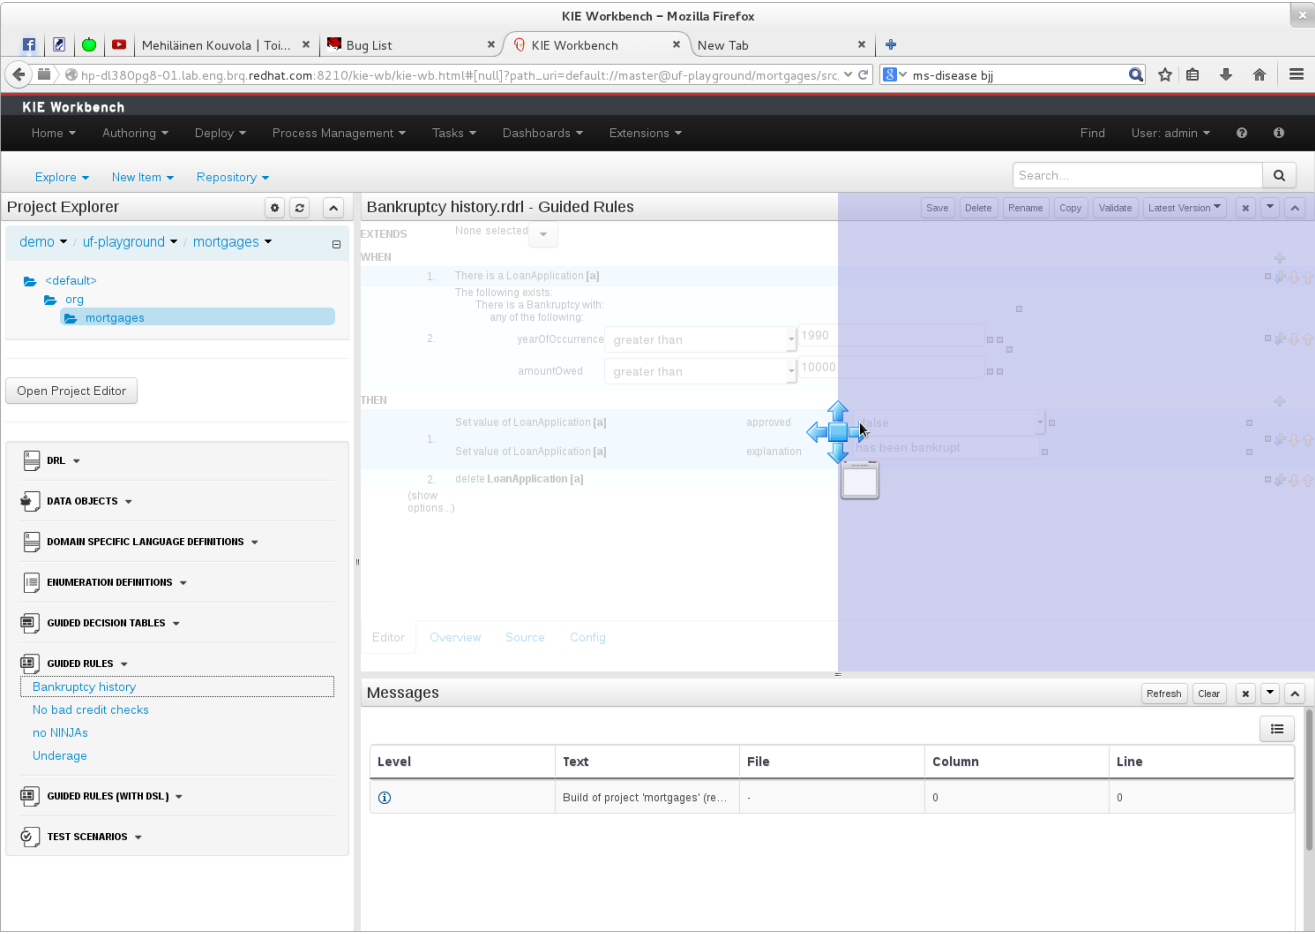 KIE Workbench - Mozilla Firefox
Mehiläinen Kouvola | Toi...
Bug List
KIE Workbench
New Tab
hp-dl380pg8-01.lab.eng.brq.redhat.com:8210/kie-wb/kie-wb.html#[null]?path_uri=default://master@uf-playground/mortgages/src.
ms-disease bjj
KIE Workbench
Home Authoring Deploy Process Management Tasks Dashboards Extensions Find User: admin
Explore New Item Repository Search...
Project Explorer
demo / uf-playground / mortgages
<default>
org
mortgages
Open Project Editor
DRL
DATA OBJECTS
DOMAIN SPECIFIC LANGUAGE DEFINITIONS
ENUMERATION DEFINITIONS
GUIDED DECISION TABLES
GUIDED RULES
Bankruptcy history
No bad credit checks
no NINJAs
Underage
GUIDED RULES (WITH DSL)
TEST SCENARIOS
Bankruptcy history.rdrl - Guided Rules
Save Delete Rename Copy Validate Latest Version
EXTENDS None selected
WHEN
1. There is a LoanApplication [a]
The following exists:
There is a Bankruptcy with:
any of the following:
2. yearOfOccurrence greater than 1990
amountOwed greater than 10000
THEN
Set value of LoanApplication [a] approved false
1.
Set value of LoanApplication [a] explanation has been bankrupt
2. delete LoanApplication [a]
(show
options...)
Editor Overview Source Config
Messages
Refresh Clear
Level Text File Column Line
Build of project 'mortgages' (re... - 0 0